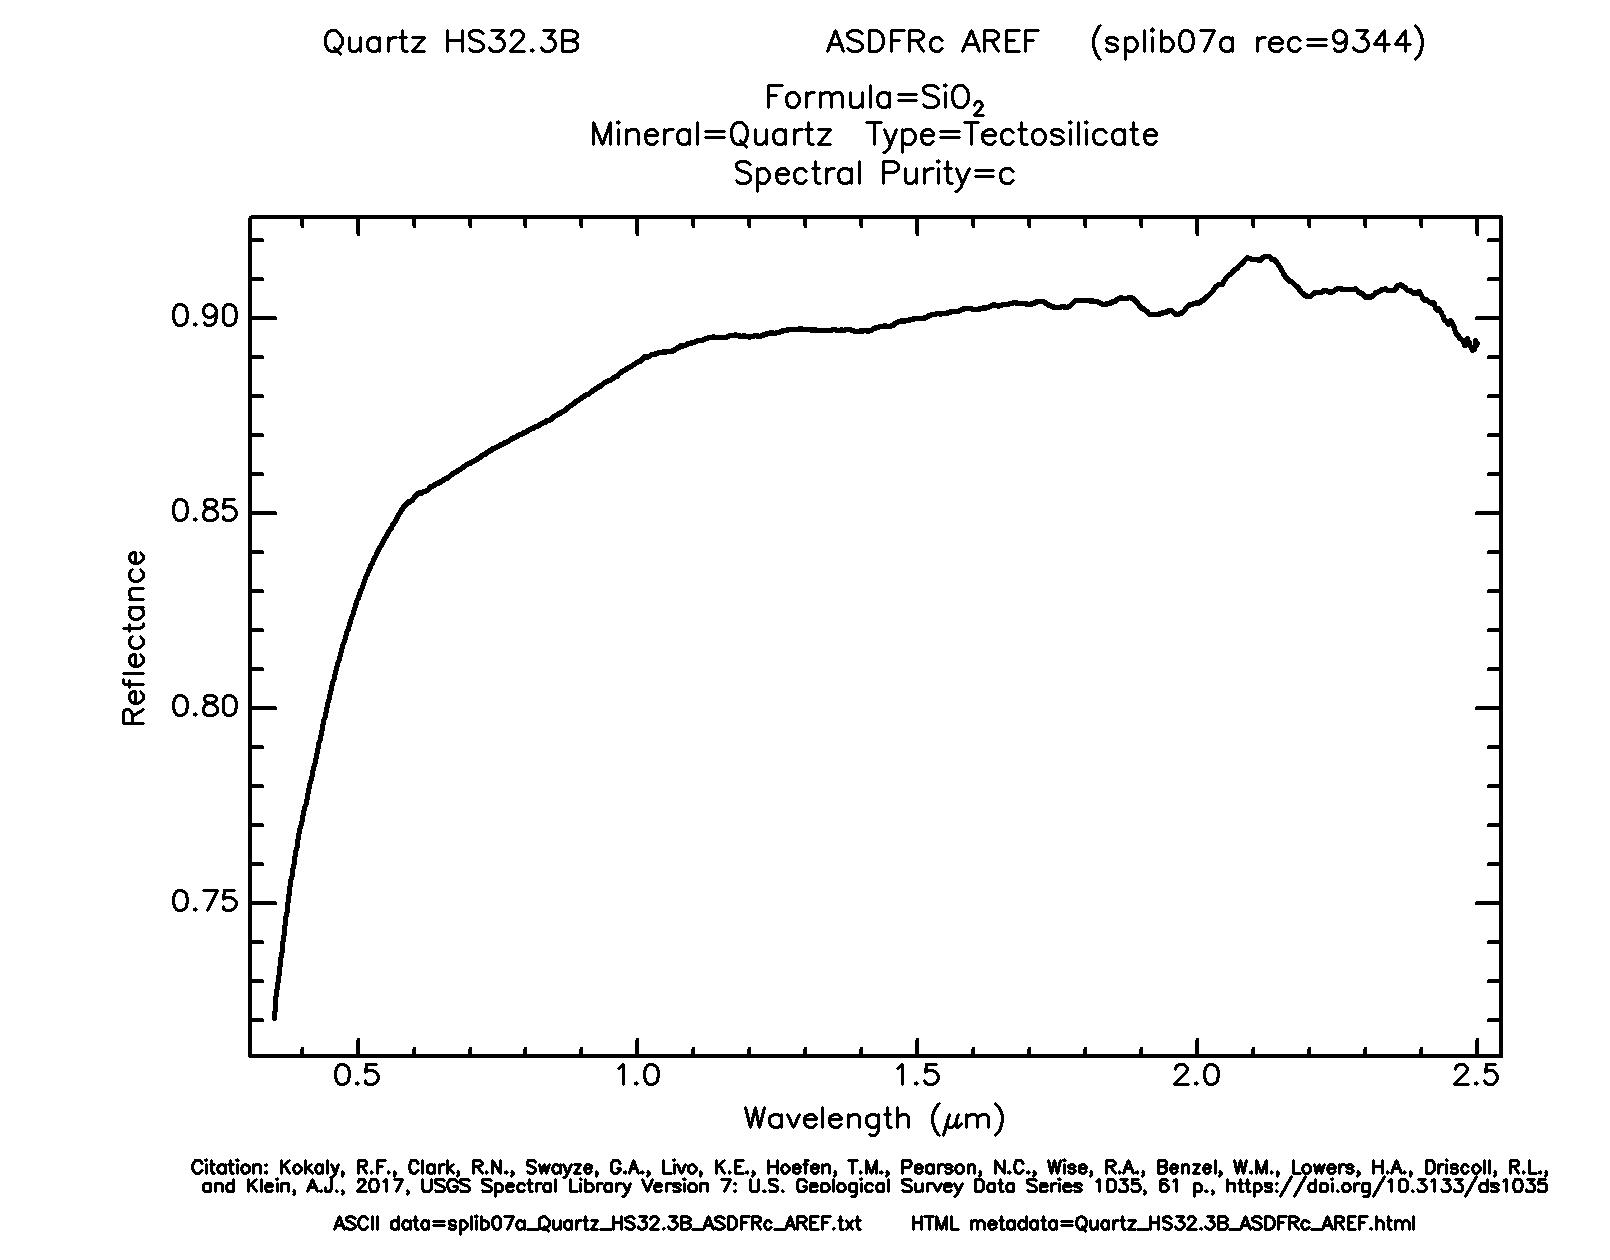 Quartz HS32.3B ASDFRc AREF (splib07a rec=9344)
Formula=SiO₂
Mineral=Quartz Type=Tectosilicate
Spectral Purity=c
0.90
0.85
0.80
0.75
Reflectance
0.5 1.0 1.5 2.0 2.5
Wavelength (μm)
Citation: Kokaly, R.F., Clark, R.N., Swayze, G.A., Livo, K.E., Hoefen, T.M., Pearson, N.C., Wise, R.A., Benzel, W.M., Lowers, H.A., Driscoll, R.L.,
and Klein, A.J., 2017, USGS Spectral Library Version 7: U.S. Geological Survey Data Series 1035, 61 p., https://doi.org/10.3133/ds1035
ASCII data=splib07a_Quartz_HS32.3B_ASDFRc_AREF.txt HTML metadata=Quartz_HS32.3B_ASDFRc_AREF.html